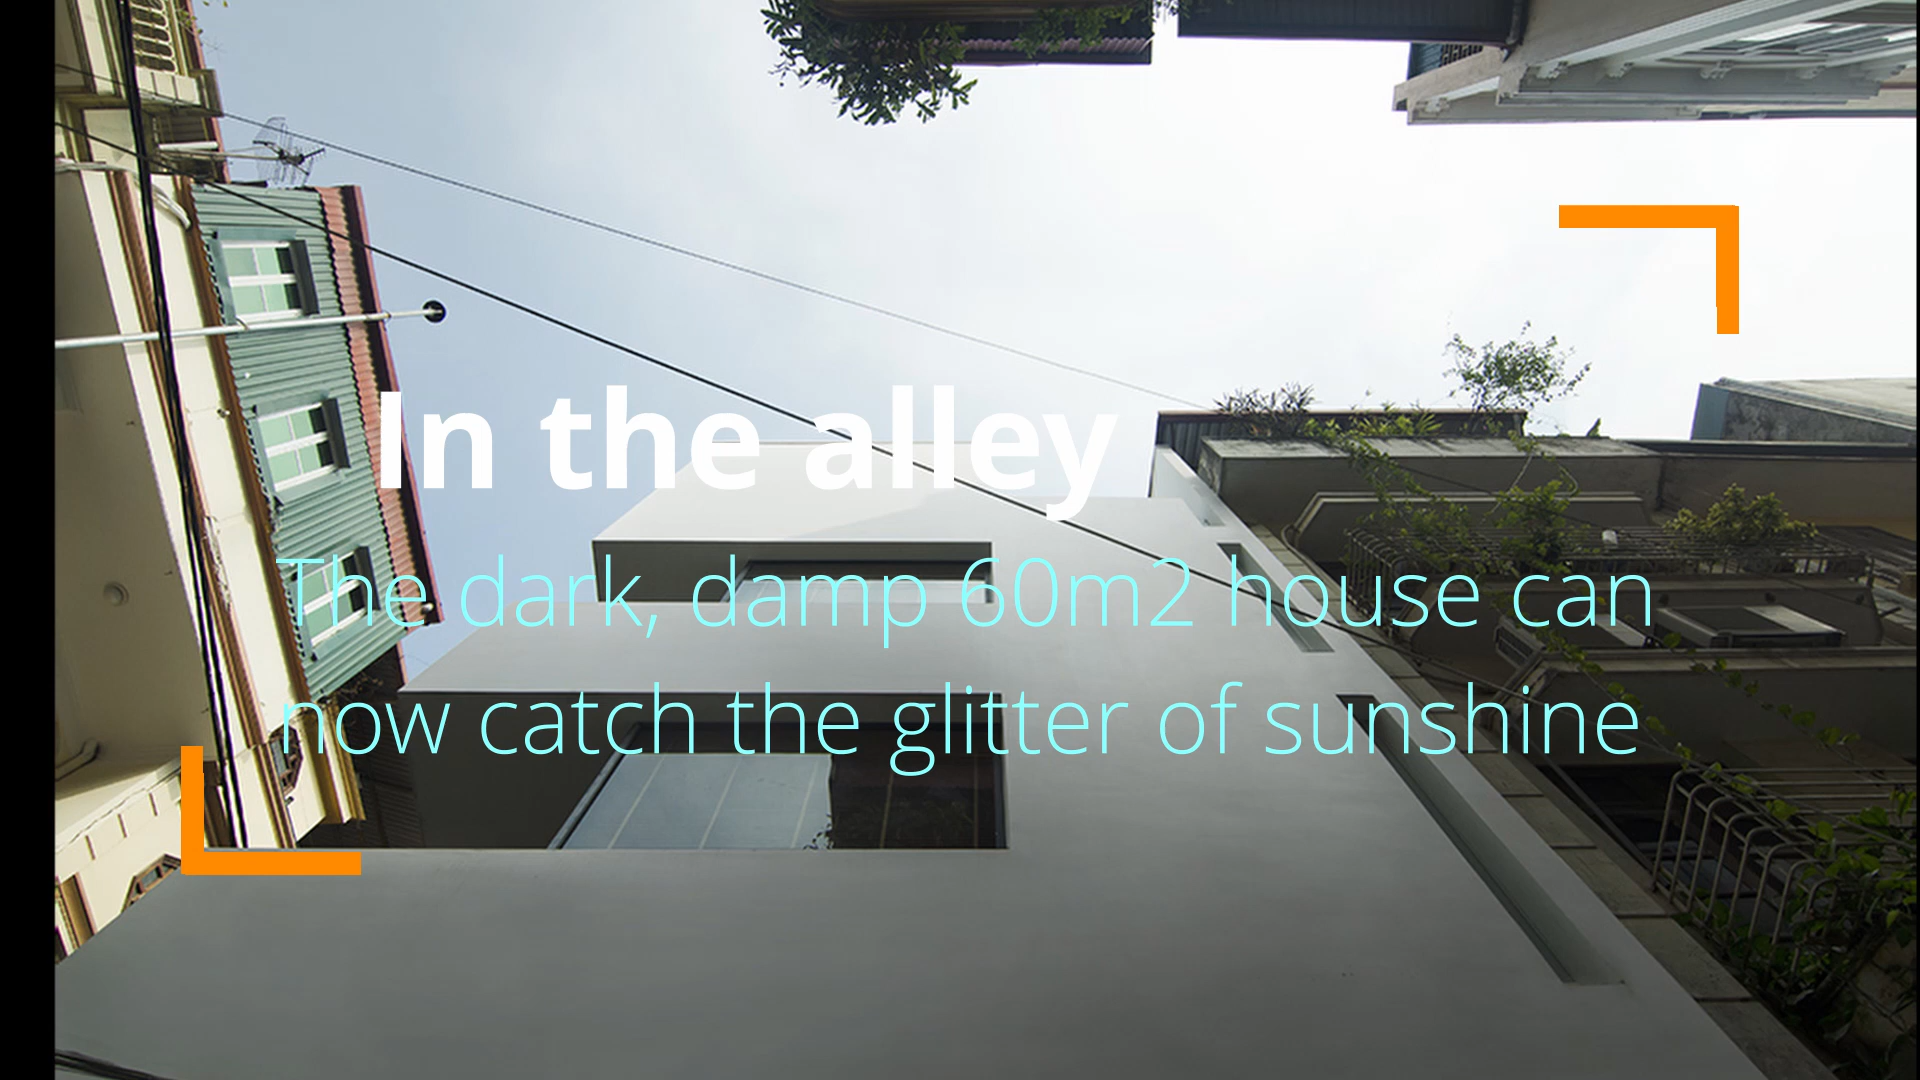 In the alley
The dark, damp 60m2 house can
now catch the glitter of sunshine